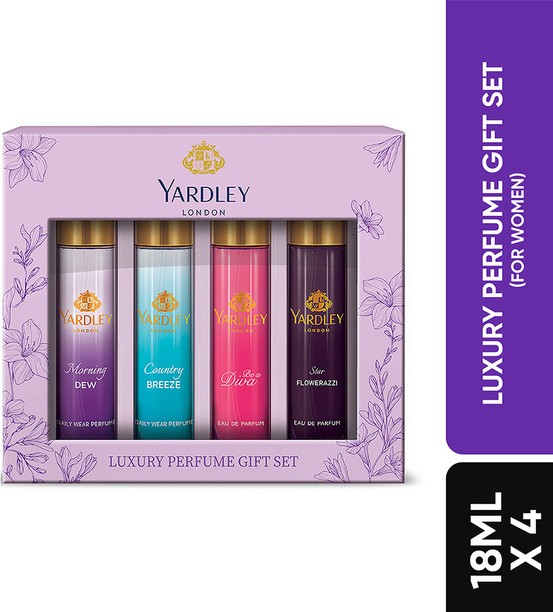 YARDLEY
LONDON
YARDLEY
LONDON
Morning
DEW
DAILY WEAR PERFUME
YARDLEY
LONDON
Country
BREEZE
DAILY WEAR PERFUME
YARDLEY
LONDON
Be a
Diva
EAU DE PARFUM
YARDLEY
LONDON
Star
FLOWERAZZI
EAU DE PARFUM
LUXURY PERFUME GIFT SET
LUXURY PERFUME GIFT SET
(FOR WOMEN)
18ML
X 4